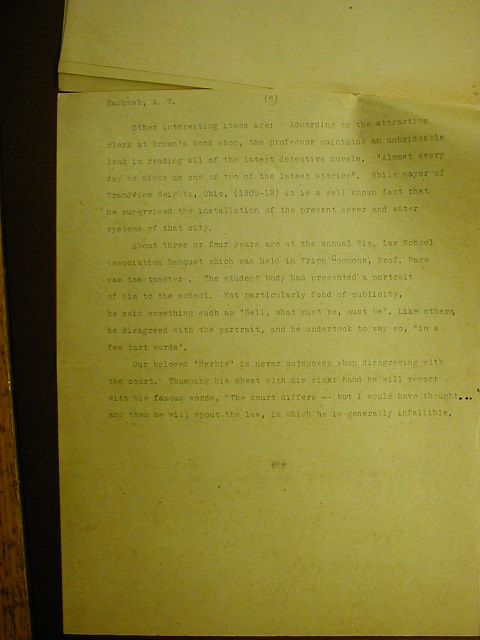 Bachwal, A. W. (6)
Other interesting items are: According to the attractive
clerk at Brown's book shop, the professor maintains an unbridgable
lead in reading all of the latest detective novels. "Almost every
day he picks up one or two of the latest stories". While mayor of
Grandview Heights, Ohio, (1909-12) it is a well known fact that
he supervised the installation of the present sewer and water
systems of that city.
About three or four years ago at the annual Wis. Law School
Association banquet which was held in Tripp Commons, Prof. Page
was toastmaster . The student body had presented a portrait
of him to the school. Not particularly fond of publicity,
he said something such as "Well, what must be, must be". Like others,
he disagreed with the portrait, and he undertook to say so, "in a
few tart words".
Our beloved "Herbie" is never outspoken when disagreeing with
the court. Thumping his chest with his right hand he will report
with his famous words, "The court differs -- but I would have thought...
and then he will spout the law, in which he is generally infallible.